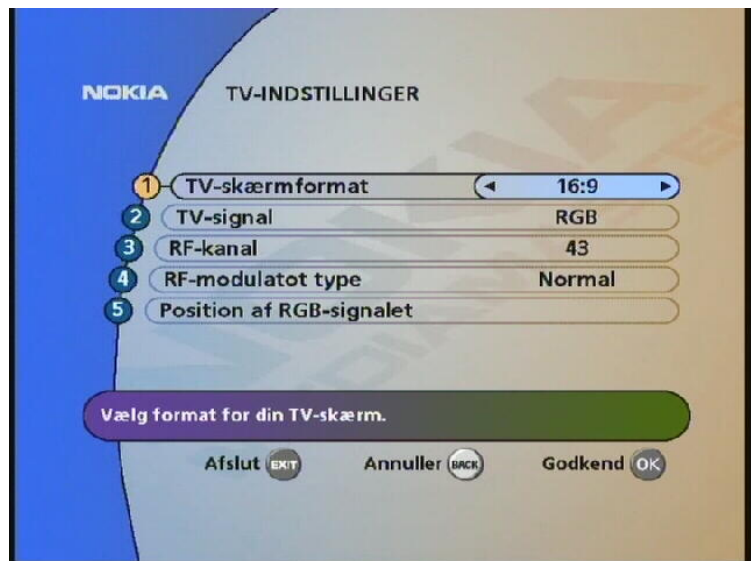 NOKIA TV-INDSTILLINGER
1 TV-skærmformat 16:9
2 TV-signal RGB
3 RF-kanal 43
4 RF-modulatot type Normal
5 Position af RGB-signalet
Vælg format for din TV-skærm.
Afslut EXIT Annuller BACK Godkend OK
NOKIA
MEDIAMASTER